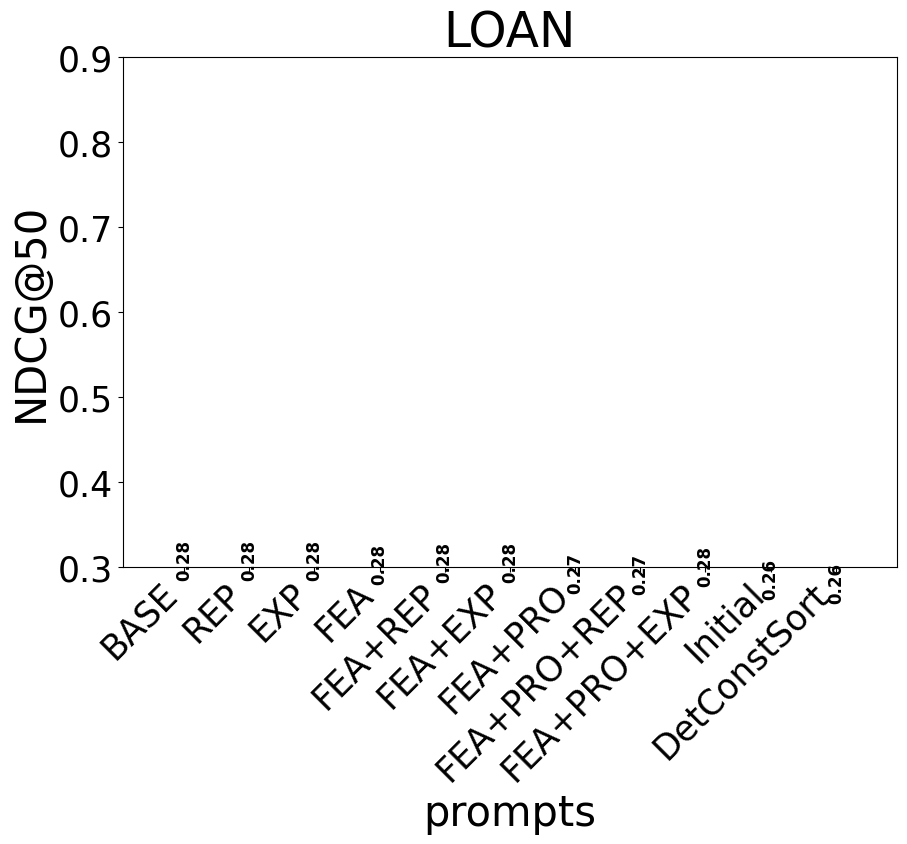 LOAN
NDCG@50
0.9
0.8
0.7
0.6
0.5
0.4
0.3
0.28
0.28
0.28
0.28
0.28
0.28
0.27
0.27
0.28
0.26
0.26
BASE
REP
EXP
FEA
FEA+REP
FEA+EXP
FEA+PRO
FEA+PRO+REP
FEA+PRO+EXP
Initial
DetConstSort
prompts